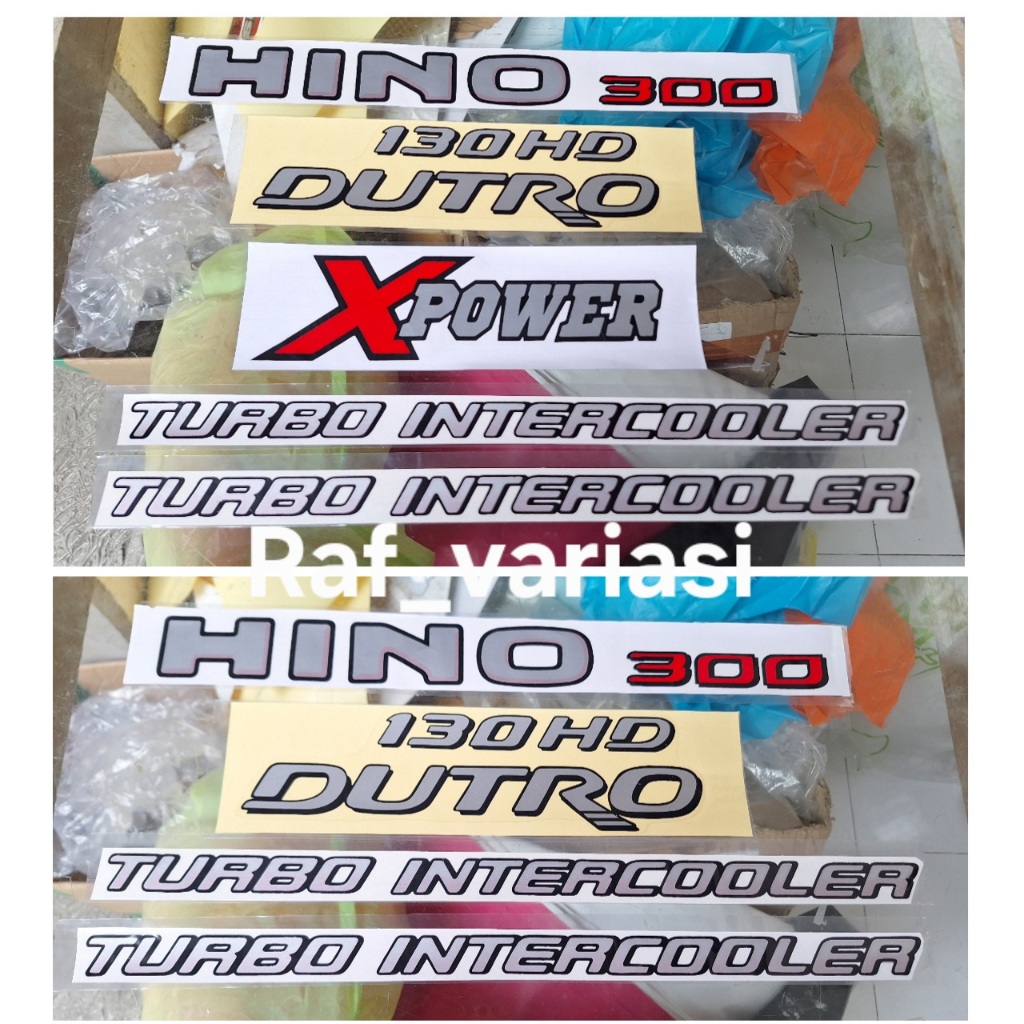 HINO 300
130 HD
DUTRO
XPOWER
TURBO INTERCOOLER
TURBO INTERCOOLER
Raf_variasi
HINO 300
130 HD
DUTRO
TURBO INTERCOOLER
TURBO INTERCOOLER